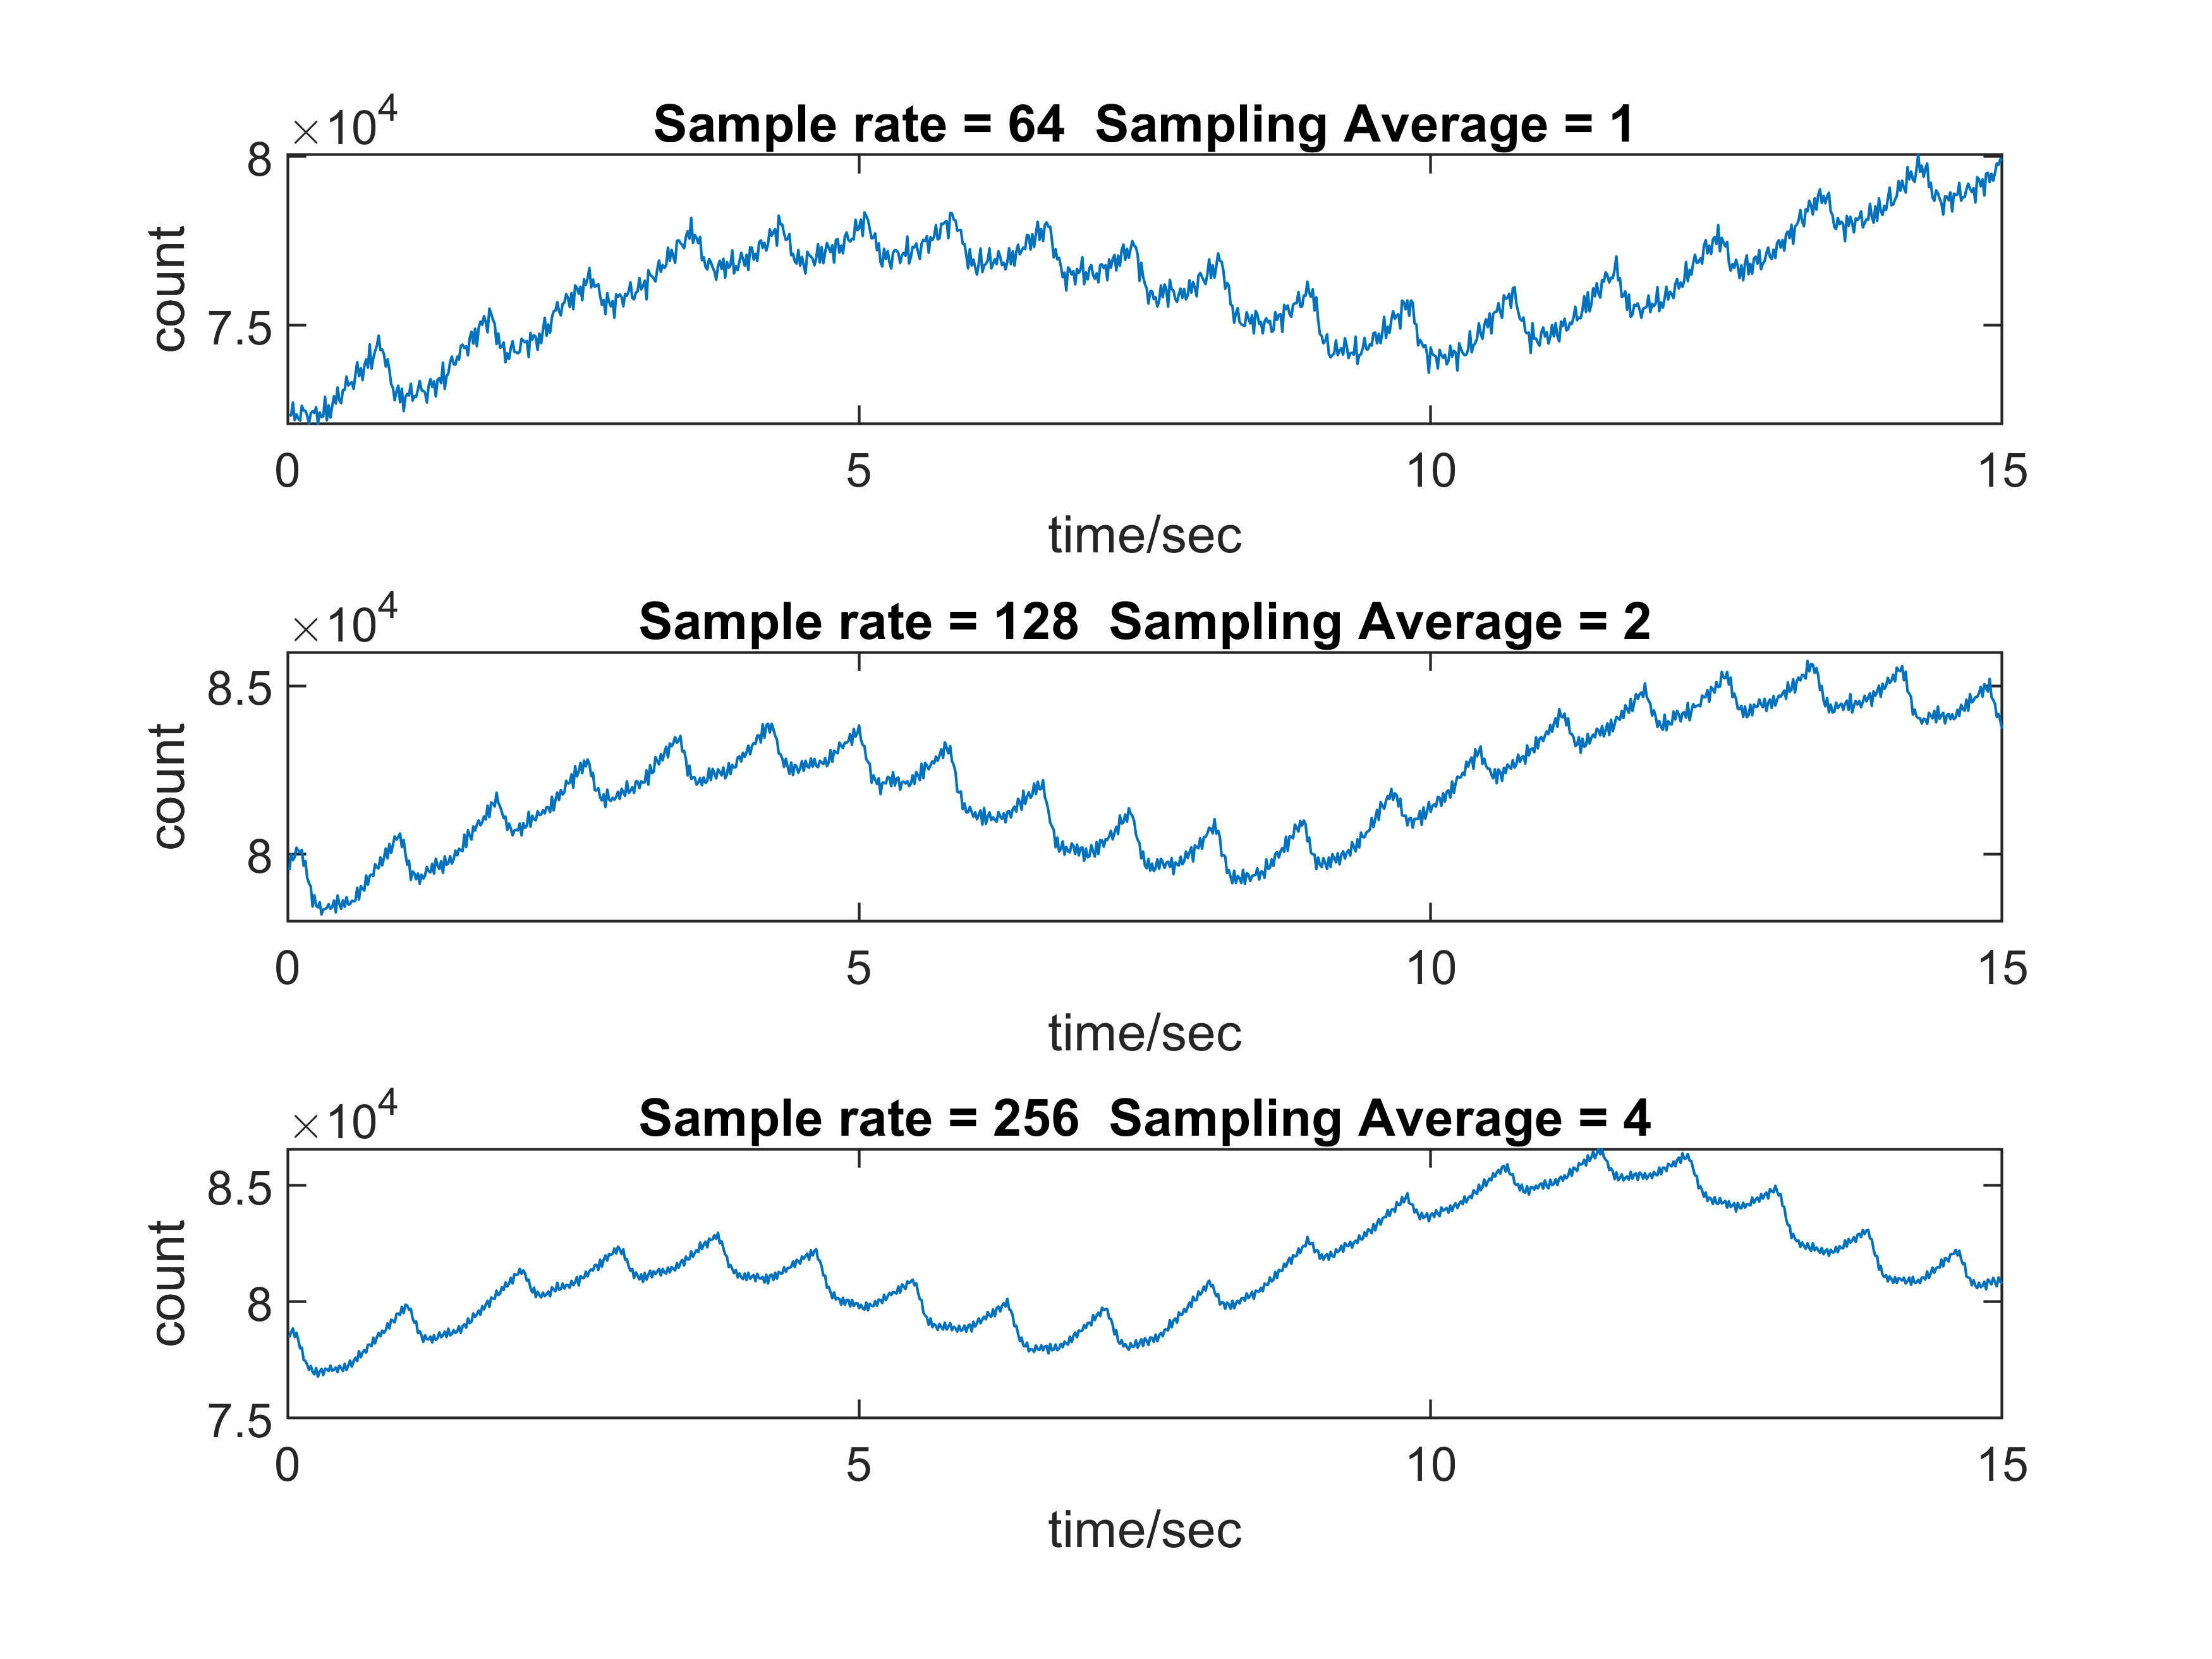 ×10^4
Sample rate = 64  Sampling Average = 1
8
7.5
count
0 5 10 15
time/sec
×10^4
Sample rate = 128  Sampling Average = 2
8.5
8
count
0 5 10 15
time/sec
×10^4
Sample rate = 256  Sampling Average = 4
8.5
8
7.5
count
0 5 10 15
time/sec